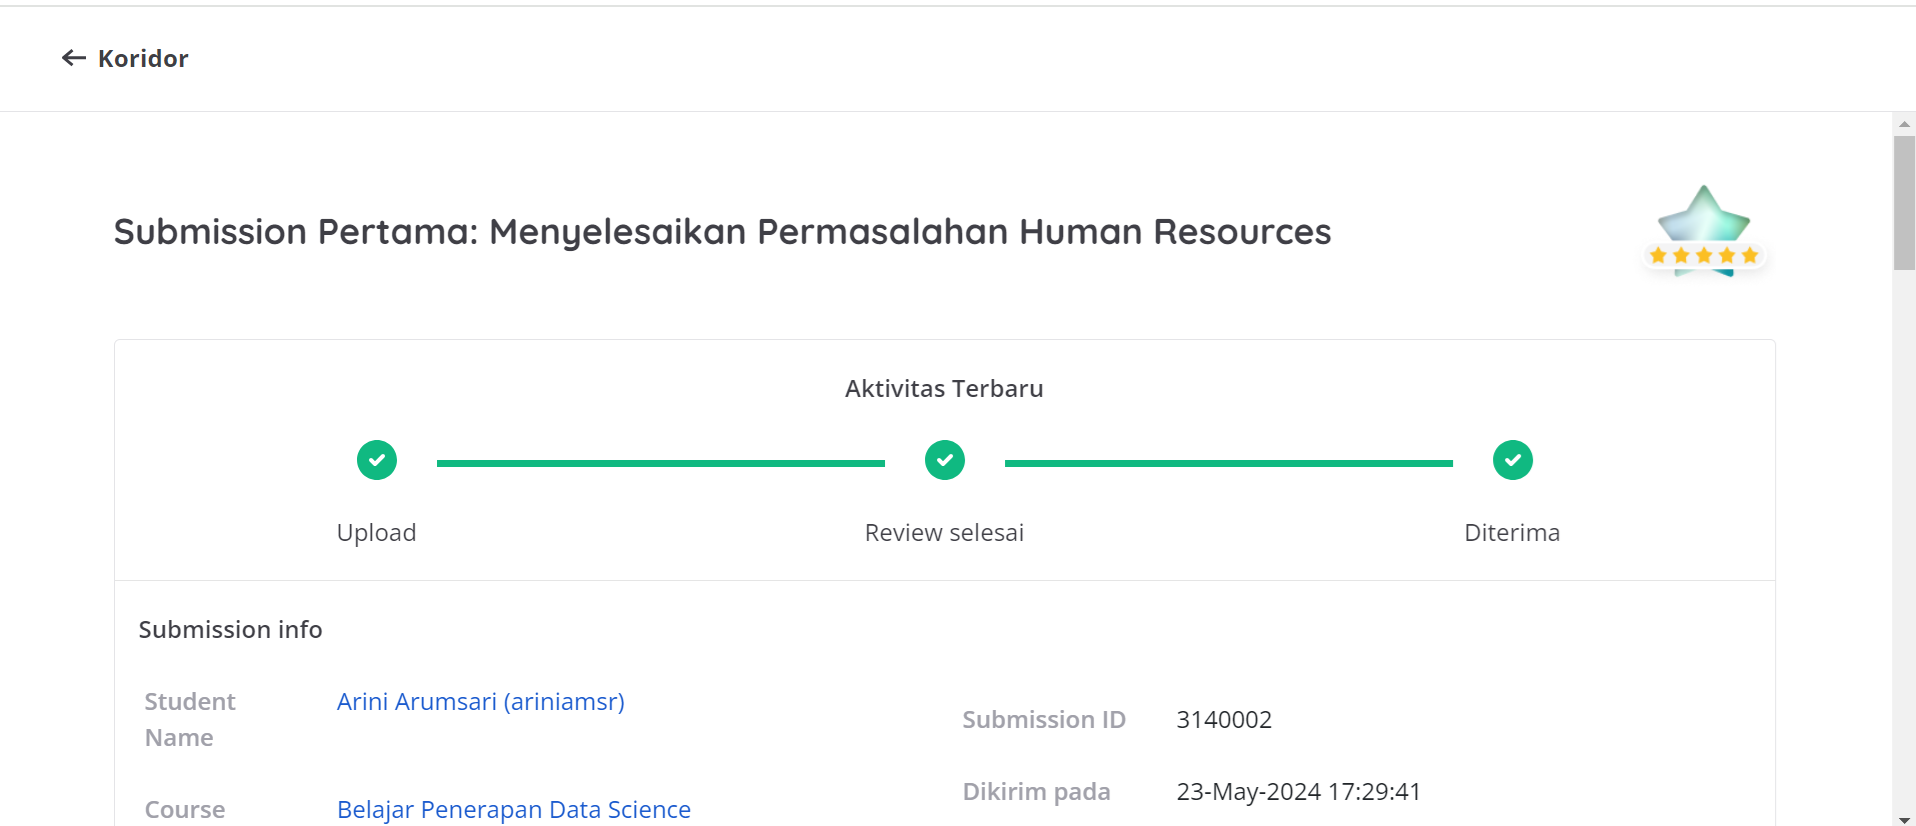 Koridor
Submission Pertama: Menyelesaikan Permasalahan Human Resources
Aktivitas Terbaru
Upload
Review selesai
Diterima
Submission info
Student Name
Arini Arumsari (ariniamsr)
Submission ID
3140002
Dikirim pada
23-May-2024 17:29:41
Course
Belajar Penerapan Data Science